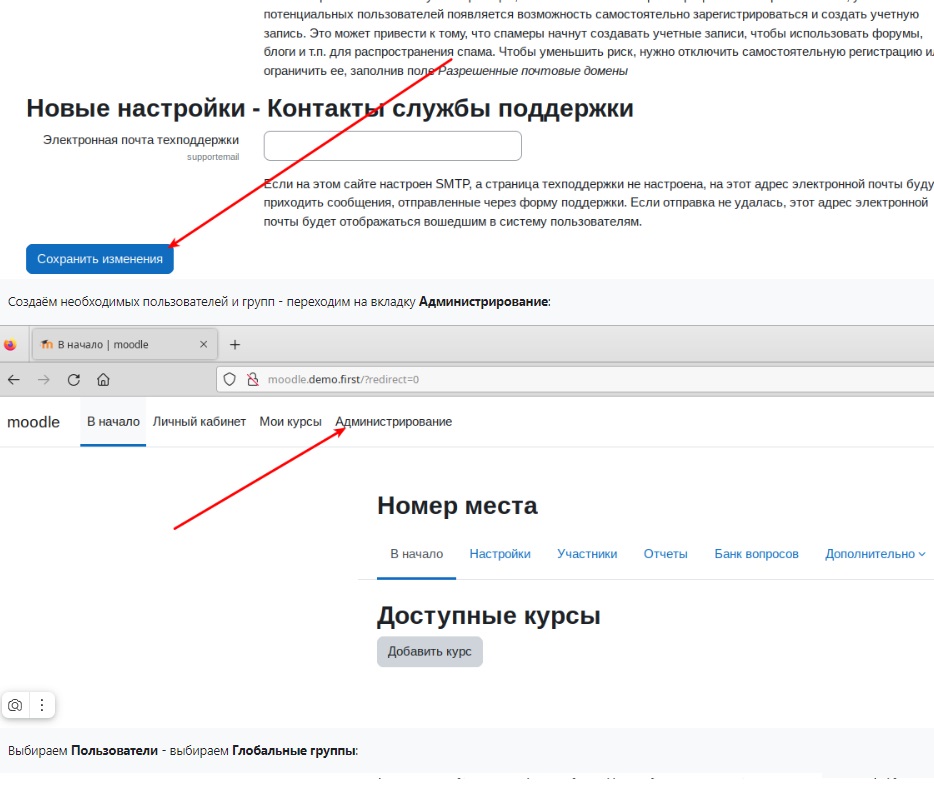 потенциальных пользователей появляется возможность самостоятельно зарегистрироваться и создать учетную
запись. Это может привести к тому, что спамеры начнут создавать учетные записи, чтобы использовать форумы,
блоги и т.п. для распространения спама. Чтобы уменьшить риск, нужно отключить самостоятельную регистрацию
ограничить ее, заполнив поле Разрешенные почтовые домены
Новые настройки - Контакты службы поддержки
Электронная почта техподдержки
supportemail
Если на этом сайте настроен SMTP, а страница техподдержки не настроена, на этот адрес электронной почты буду
приходить сообщения, отправленные через форму поддержки. Если отправка не удалась, этот адрес электронной
почты будет отображаться вошедшим в систему пользователям.
Сохранить изменения
Создаём необходимых пользователей и групп - переходим на вкладку Администрирование:
В начало | moodle
moodle.demo.first/?redirect=0
moodle В начало Личный кабинет Мои курсы Администрирование
Номер места
В начало Настройки Участники Отчеты Банк вопросов Дополнительно
Доступные курсы
Добавить курс
Выбираем Пользователи - выбираем Глобальные группы: